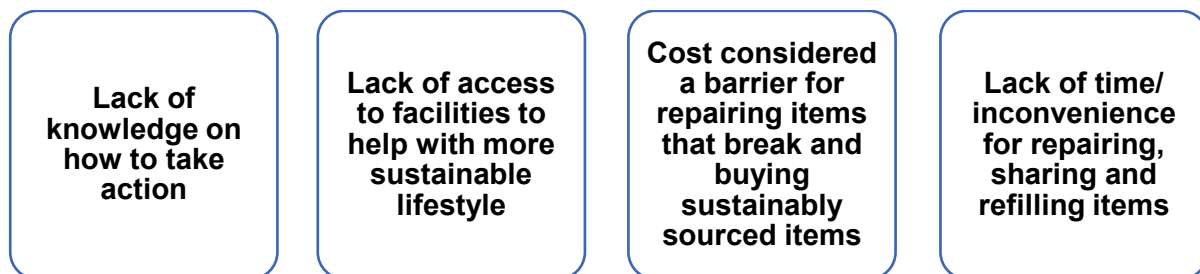 Lack of
knowledge on
how to take
action
Lack of access
to facilities to
help with more
sustainable
lifestyle
Cost considered
a barrier for
repairing items
that break and
buying
sustainably
sourced items
Lack of time/
inconvenience
for repairing,
sharing and
refilling items